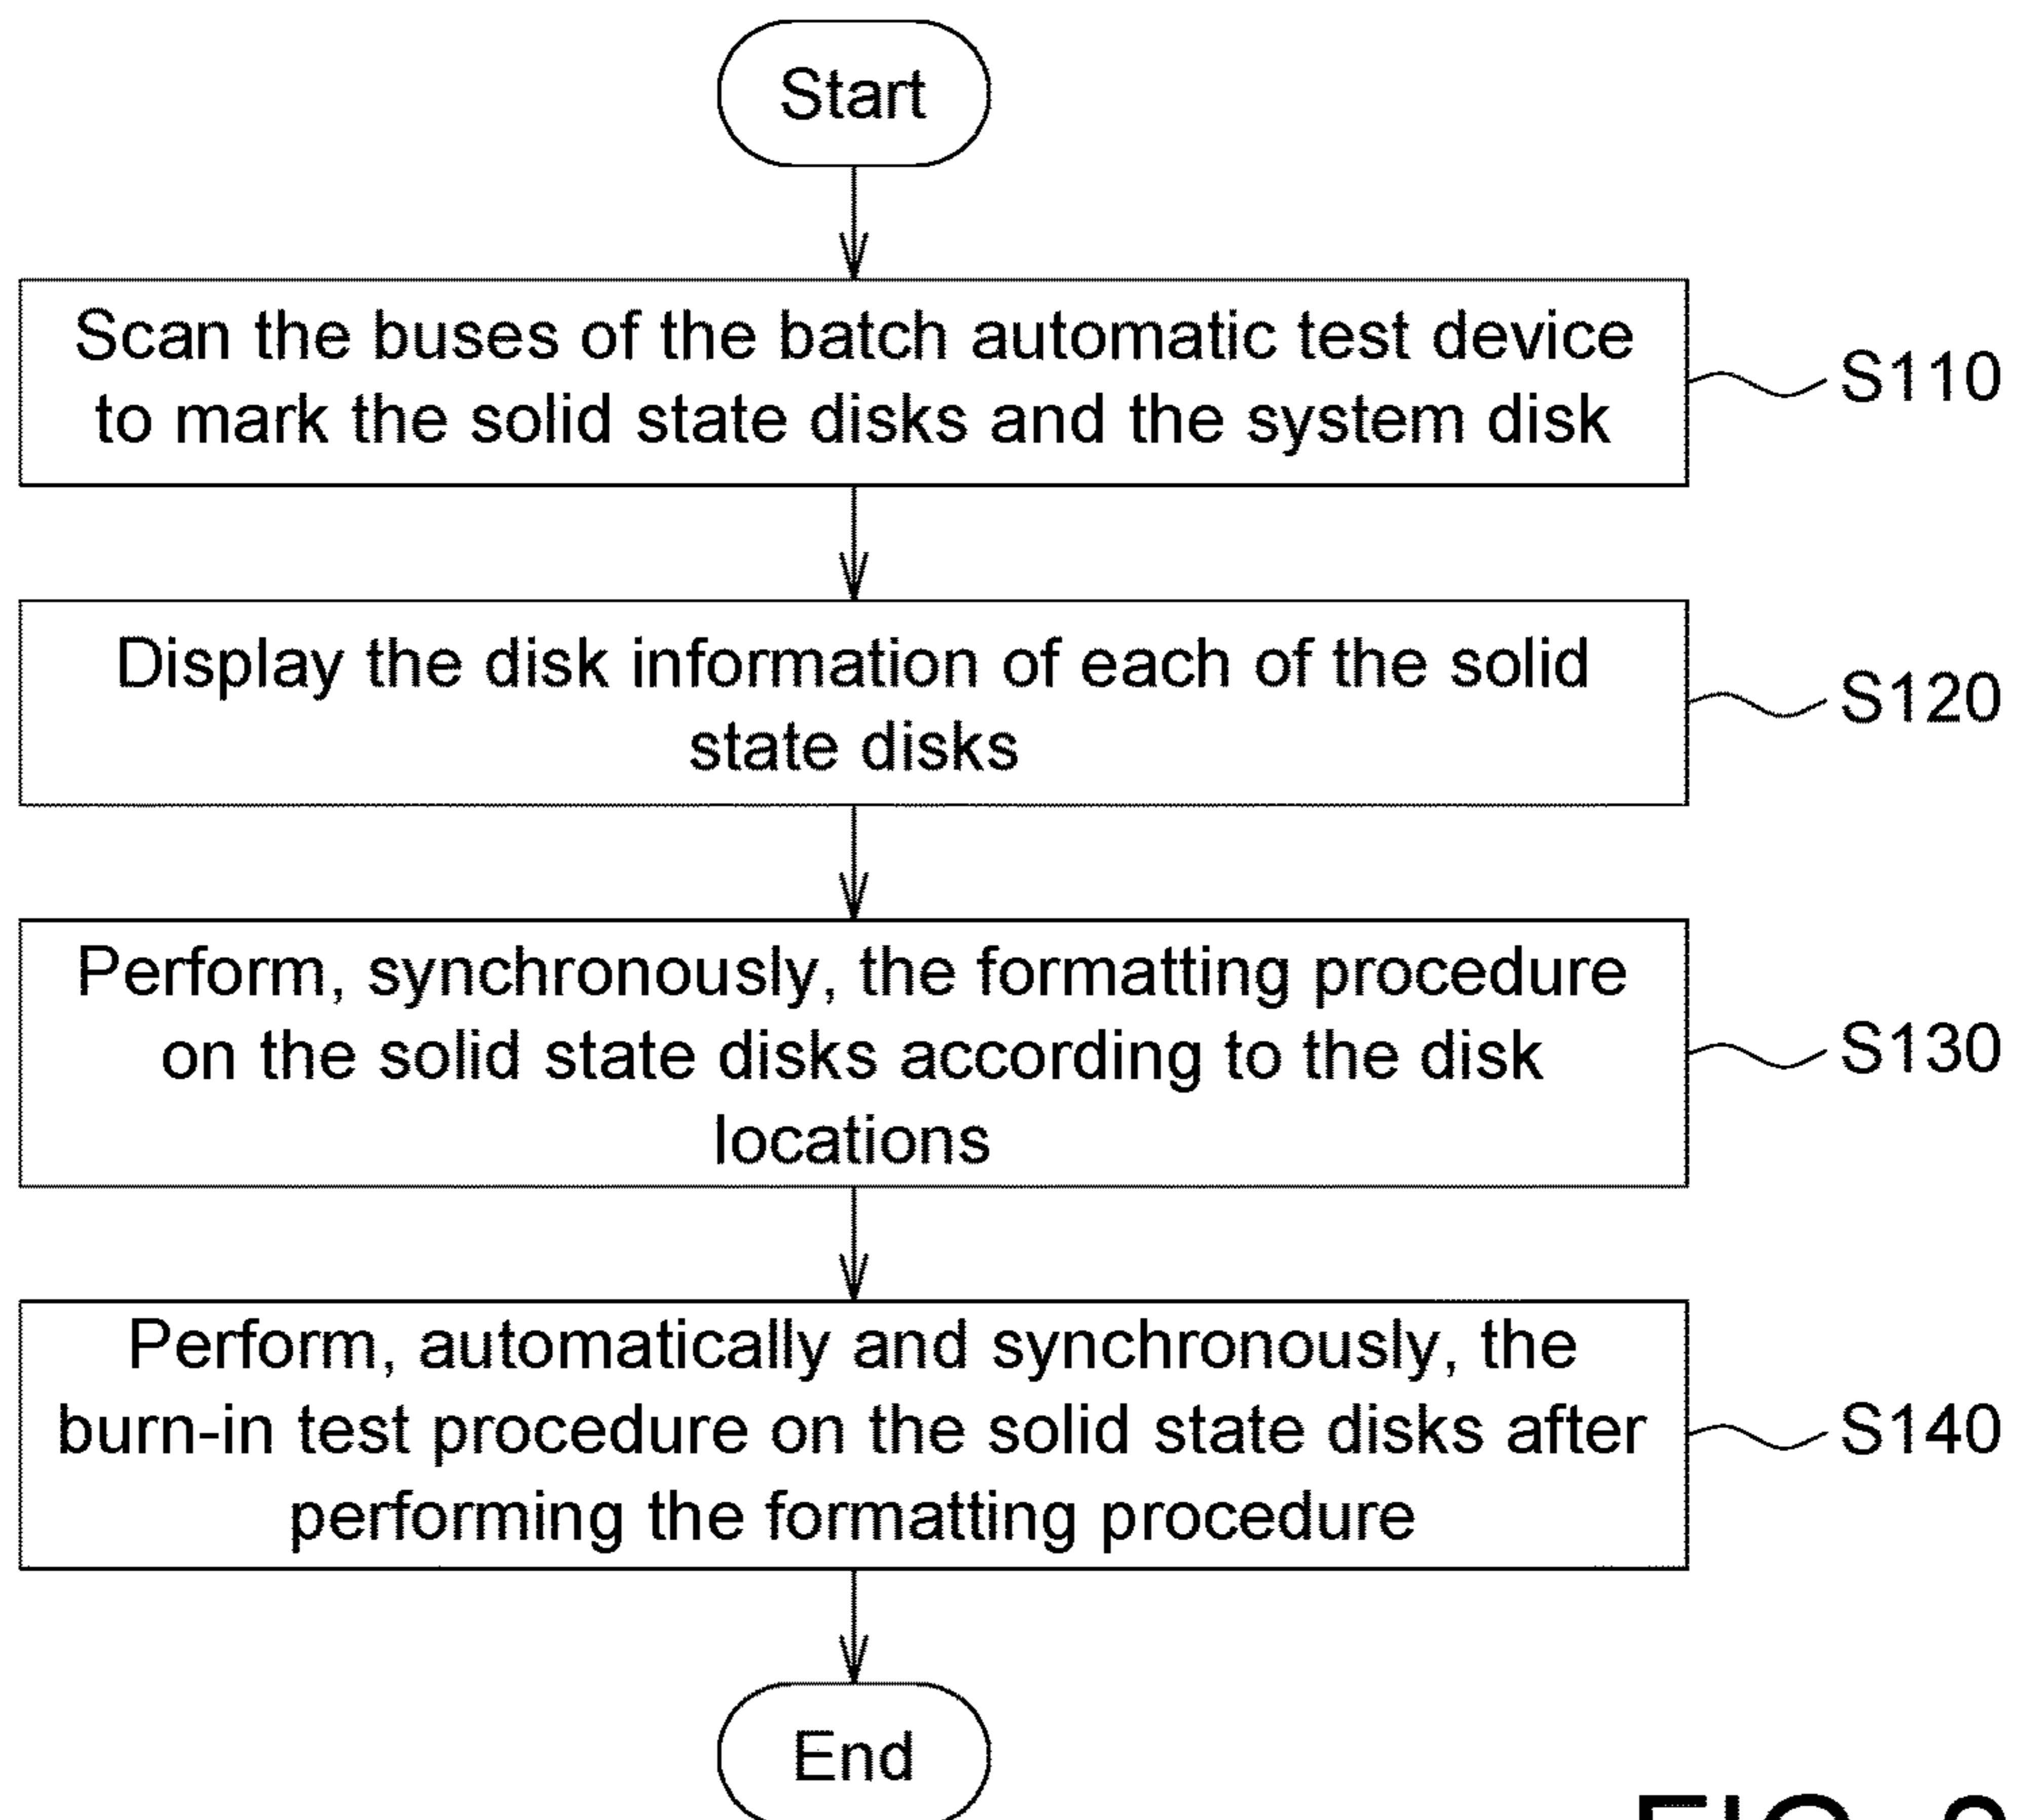 Start
Scan the buses of the batch automatic test device
to mark the solid state disks and the system disk
S110
Display the disk information of each of the solid
state disks
S120
Perform, synchronously, the formatting procedure
on the solid state disks according to the disk
locations
S130
Perform, automatically and synchronously, the
burn-in test procedure on the solid state disks after
performing the formatting procedure
S140
End
FIG.